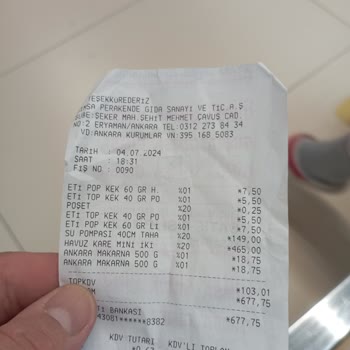 TEŞEKKÜREDERİZ
PERAKENDE GIDA SANAYİ VE TİC.A.Ş
ŞEKER MAH.ŞEHİT MEHMET ÇAVUŞ CAD.
NO:2 ERYAMAN/ANKARA TEL:0312 273 84 34
VD:ANKARA KURUMLAR VN:395 168 5083
TARİH : 04.07.2024
SAAT : 18:31
FİŞ NO : 0090
ETİ POP KEK 60 GR H. %01 *7,50
ETİ TOP KEK 40 GR PO %01 *5,50
POŞET %20 *0,25
ETİ TOP KEK 40 GR PO %01 *5,50
ETİ POP KEK 60 GR Lİ %01 *7,50
SU POMPASI 40CM TAHA %20 *149,00
HAVUZ KARE MİNİ İKİ %20 *465,00
ANKARA MAKARNA 500 G %01 *18,75
ANKARA MAKARNA 500 G %01 *18,75
TOPKDV *103,01
*677,75
BANKASI
43081******8382 *677,75
KDV TUTARI KDV'Lİ TOPLAM